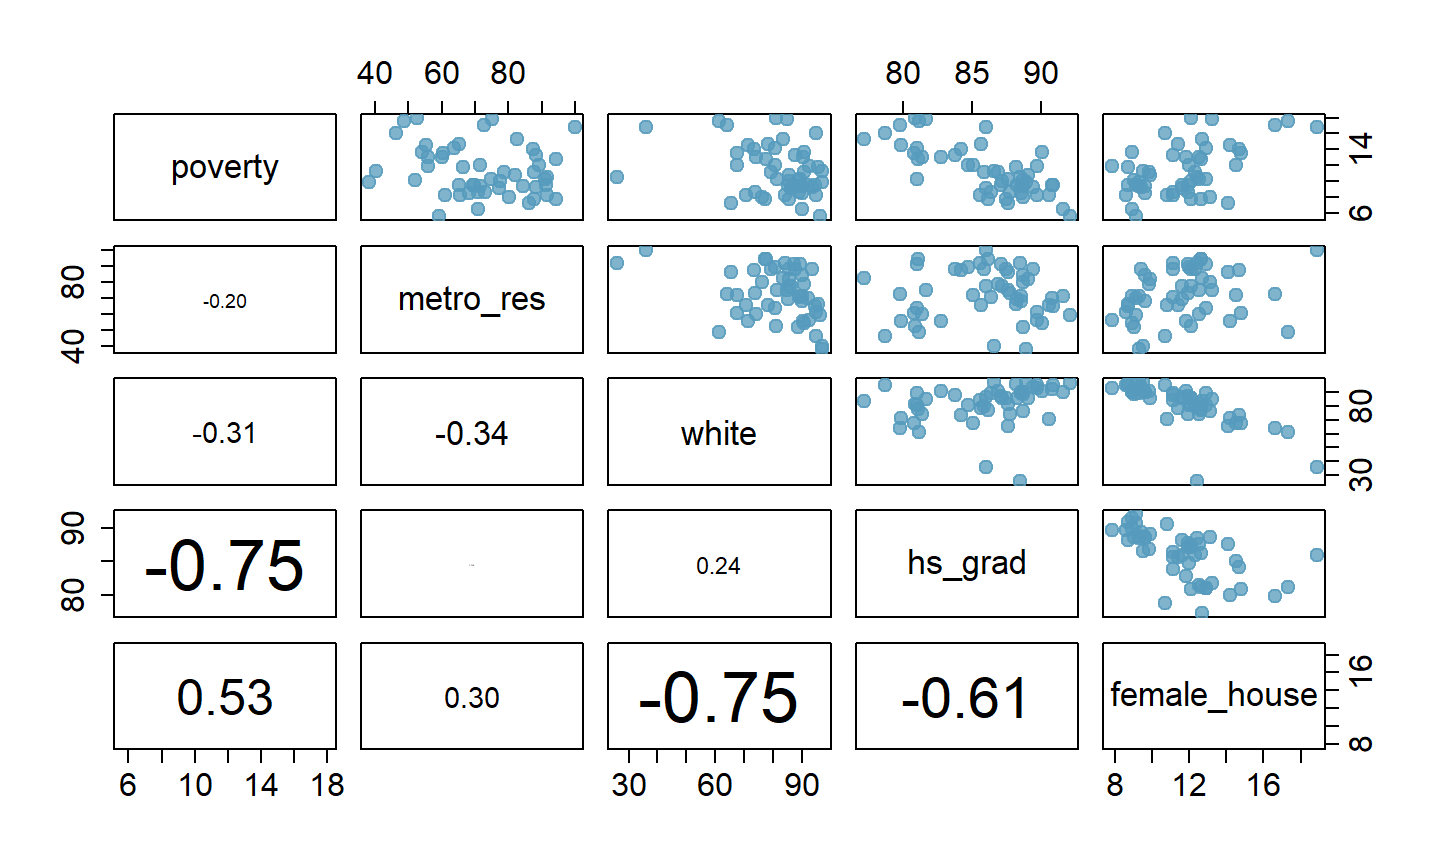 40 60 80 80 85 90
poverty 14
6
80
40 -0.20 metro_res
-0.31 -0.34 white 80
30
90
80 -0.75 0.24 hs_grad
0.53 0.30 -0.75 -0.61 female_house 16
8
6 10 14 18 30 60 90 8 12 16